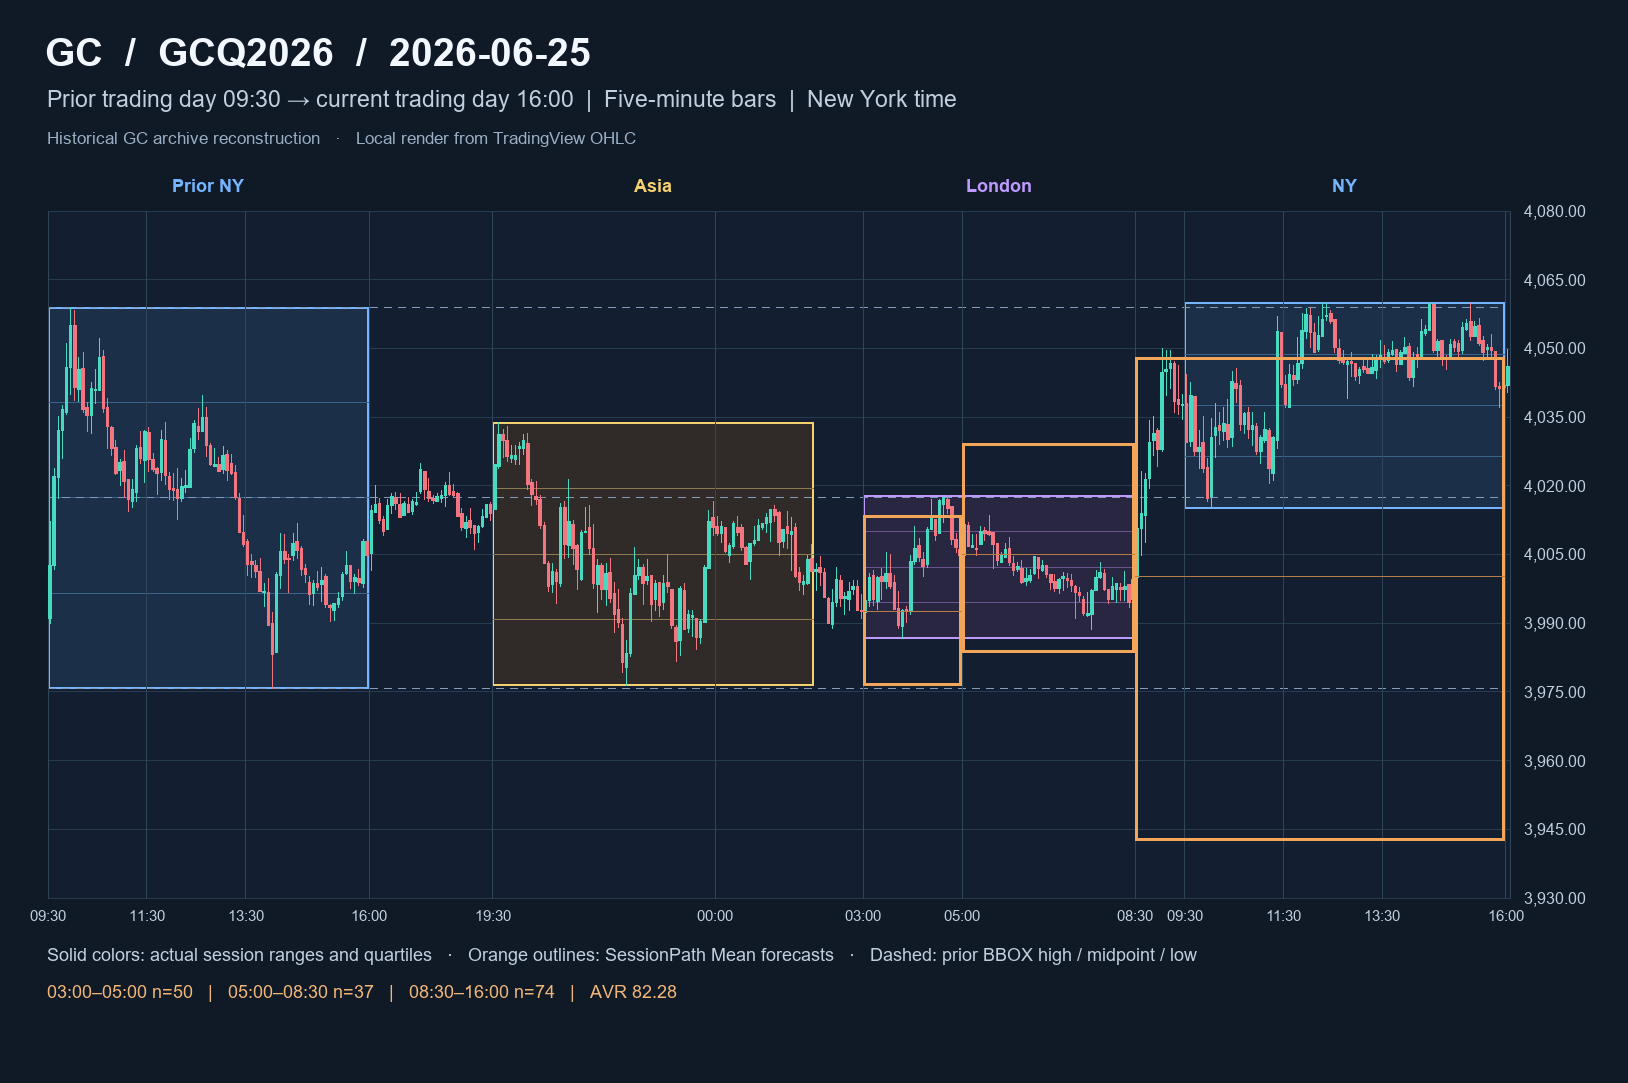 GC / GCQ2026 / 2026-06-25
Prior trading day 09:30 → current trading day 16:00 | Five-minute bars | New York time
Historical GC archive reconstruction · Local render from TradingView OHLC
Prior NY Asia London NY
4,080.00
4,065.00
4,050.00
4,035.00
4,020.00
4,005.00
3,990.00
3,975.00
3,960.00
3,945.00
3,930.00
09:30 11:30 13:30 16:00 19:30 00:00 03:00 05:00 08:30 09:30 11:30 13:30 16:00
Solid colors: actual session ranges and quartiles · Orange outlines: SessionPath Mean forecasts · Dashed: prior BBOX high / midpoint / low
03:00–05:00 n=50 | 05:00–08:30 n=37 | 08:30–16:00 n=74 | AVR 82.28